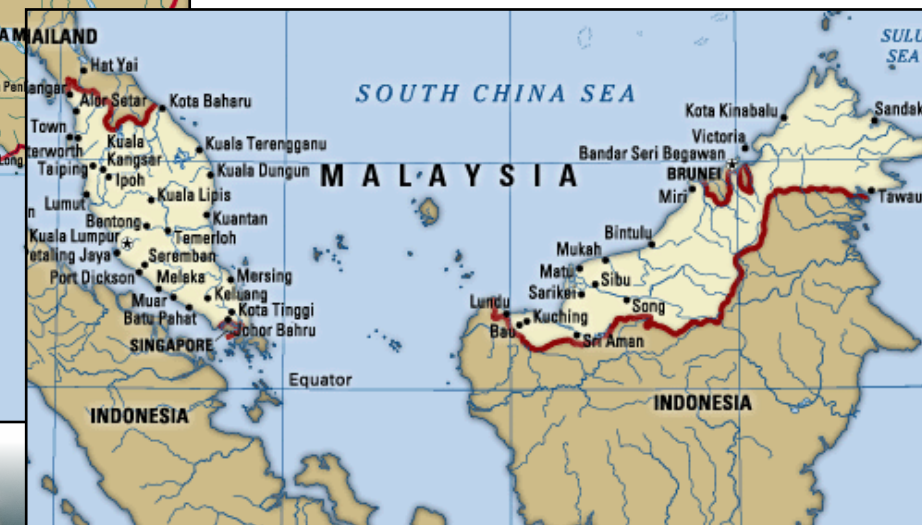 THAILAND
SULU
SEA
Hat Yai
SOUTH CHINA SEA
Alor Setar
Kota Baharu
Kota Kinabalu
Sandak
Town
Kuala
Kangsar
Kuala Terengganu
Victoria
Bandar Seri Begawan
terworth
Taiping
Ipoh
Kuala Dungun
MALAYSIA
BRUNEI
Lumut
Kuala Lipis
Miri
Tawau
Bentong
Kuantan
Kuala Lumpur
Temerloh
Bintulu
Petaling Jaya
Seremban
Mukah
Port Dickson
Melaka
Mersing
Matu
Sibu
Muar
Keluang
Sarikei
Song
Batu Pahat
Kota Tinggi
Lundu
Kuching
Johor Bahru
Bau
Sri Aman
SINGAPORE
Equator
INDONESIA
INDONESIA